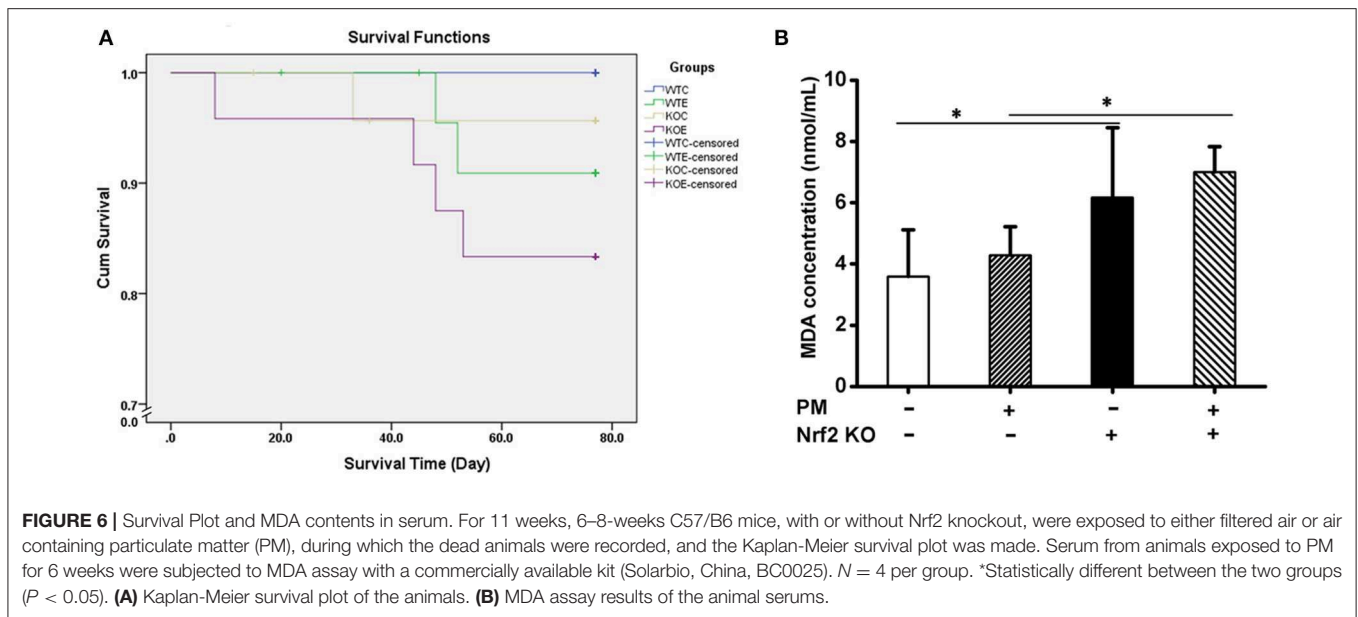 A
Survival Functions
Cum Survival
1.0
0.9
0.8
0.7
0.0
.0 20.0 40.0 60.0 80.0
Survival Time (Day)
Groups
WTC
WTE
KOC
KOE
WTC-censored
WTE-censored
KOC-censored
KOE-censored
B
MDA concentration (nmol/mL)
10
8
6
4
2
0
* *
PM - + - +
Nrf2 KO - - + +
FIGURE 6 | Survival Plot and MDA contents in serum. For 11 weeks, 6–8-weeks C57/B6 mice, with or without Nrf2 knockout, were exposed to either filtered air or air
containing particulate matter (PM), during which the dead animals were recorded, and the Kaplan-Meier survival plot was made. Serum from animals exposed to PM
for 6 weeks were subjected to MDA assay with a commercially available kit (Solarbio, China, BC0025). N = 4 per group. *Statistically different between the two groups
(P < 0.05). (A) Kaplan-Meier survival plot of the animals. (B) MDA assay results of the animal serums.